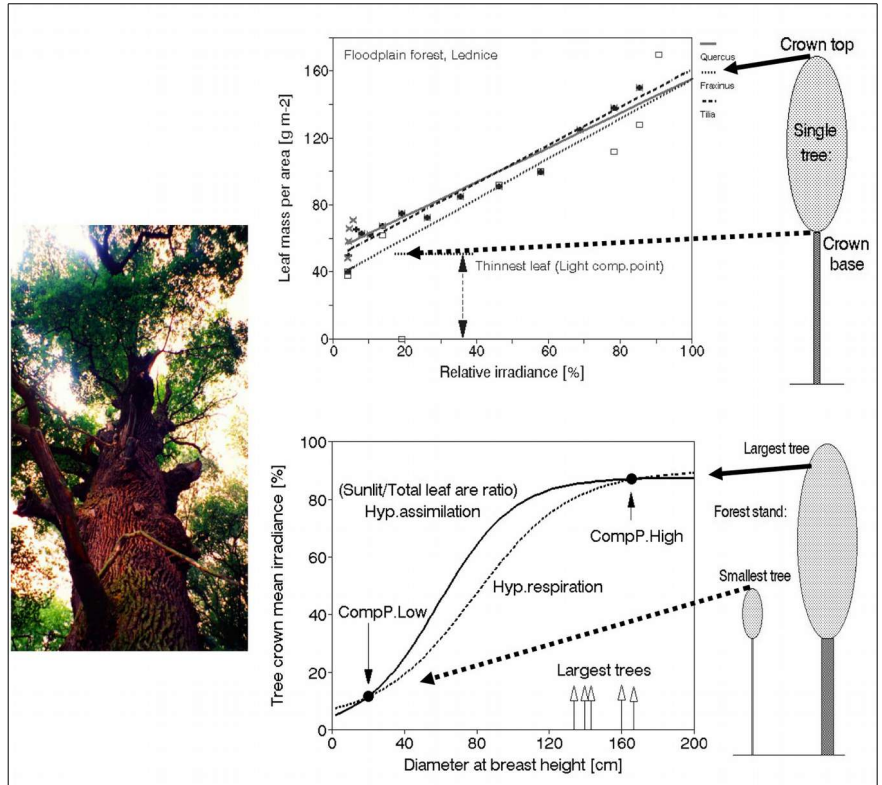 Floodplain forest, Lednice
Leaf mass per area [g m-2]
160
120
80
40
0
0
20
40
60
80
100
Relative irradiance [%]
Quercus
Fraxinus
Tilia
Thinnest leaf (Light comp.point)
Crown top
Single
tree:
Crown
base
Tree crown mean irradiance [%]
100
80
60
40
20
0
0
40
80
120
160
200
Diameter at breast height [cm]
(Sunlit/Total leaf are ratio)
Hyp.assimilation
CompP.High
Hyp.respiration
CompP.Low
Largest trees
Largest tree
Forest stand:
Smallest tree